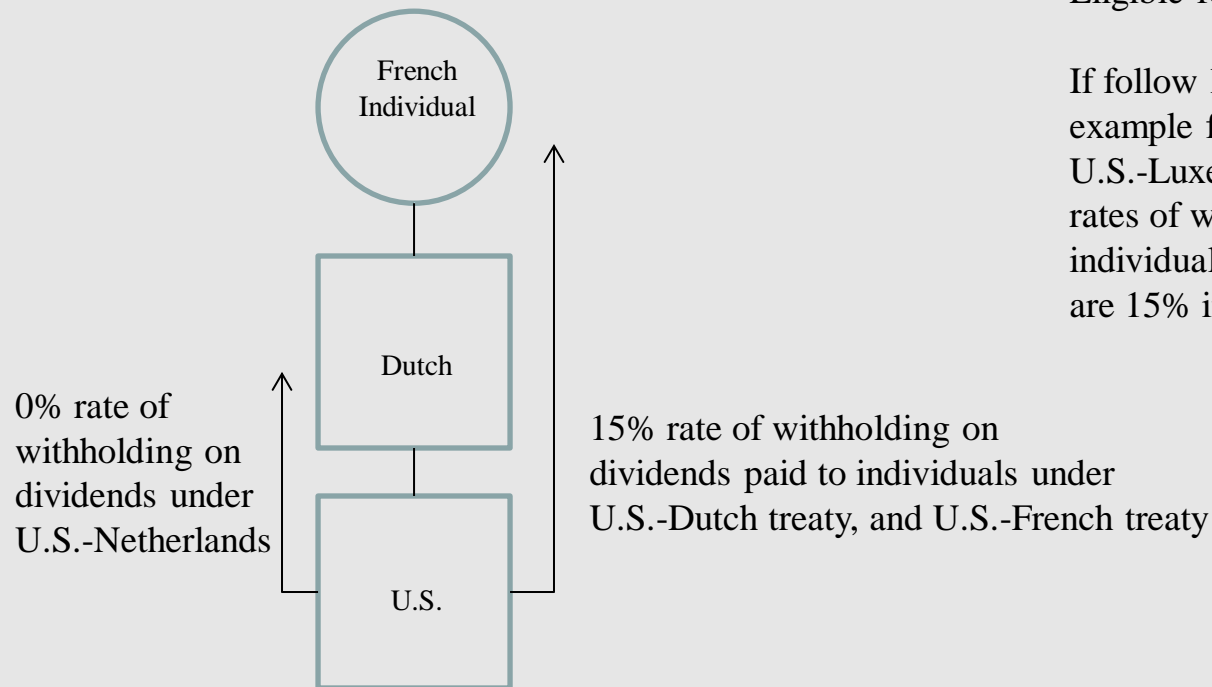 Eligible
If follow
example
U.S.-Luxe
rates of
individual
are 15%
French
Individual
Dutch
0% rate of
withholding on
dividends under
U.S.-Netherlands
15% rate of withholding on
dividends paid to individuals under
U.S.-Dutch treaty, and U.S.-French treaty
U.S.